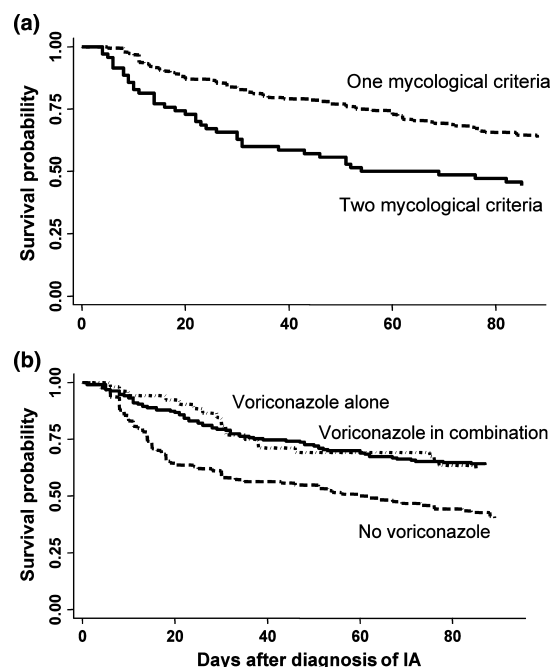 (a)
1.00
0.75
0.50
0.25
0.00
Survival probability
One mycological criteria
Two mycological criteria
0 20 40 60 80
(b)
1.00
0.75
0.50
0.25
0.00
Survival probability
Voriconazole alone
Voriconazole in combination
No voriconazole
0 20 40 60 80
Days after diagnosis of IA